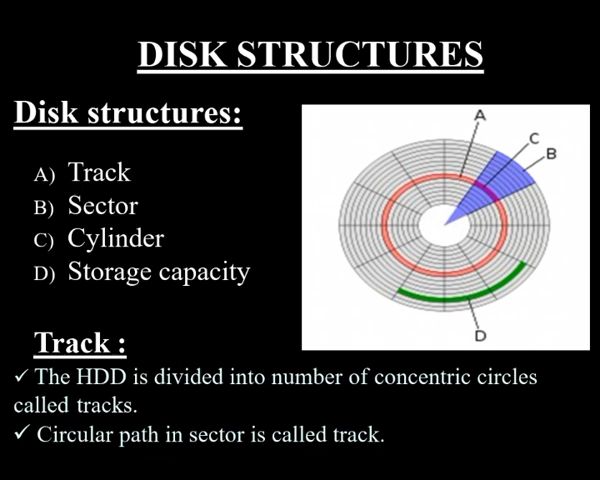 DISK STRUCTURES
Disk structures:
A) Track
B) Sector
C) Cylinder
D) Storage capacity
A
C
B
D
Track :
✓ The HDD is divided into number of concentric circles
called tracks.
✓ Circular path in sector is called track.